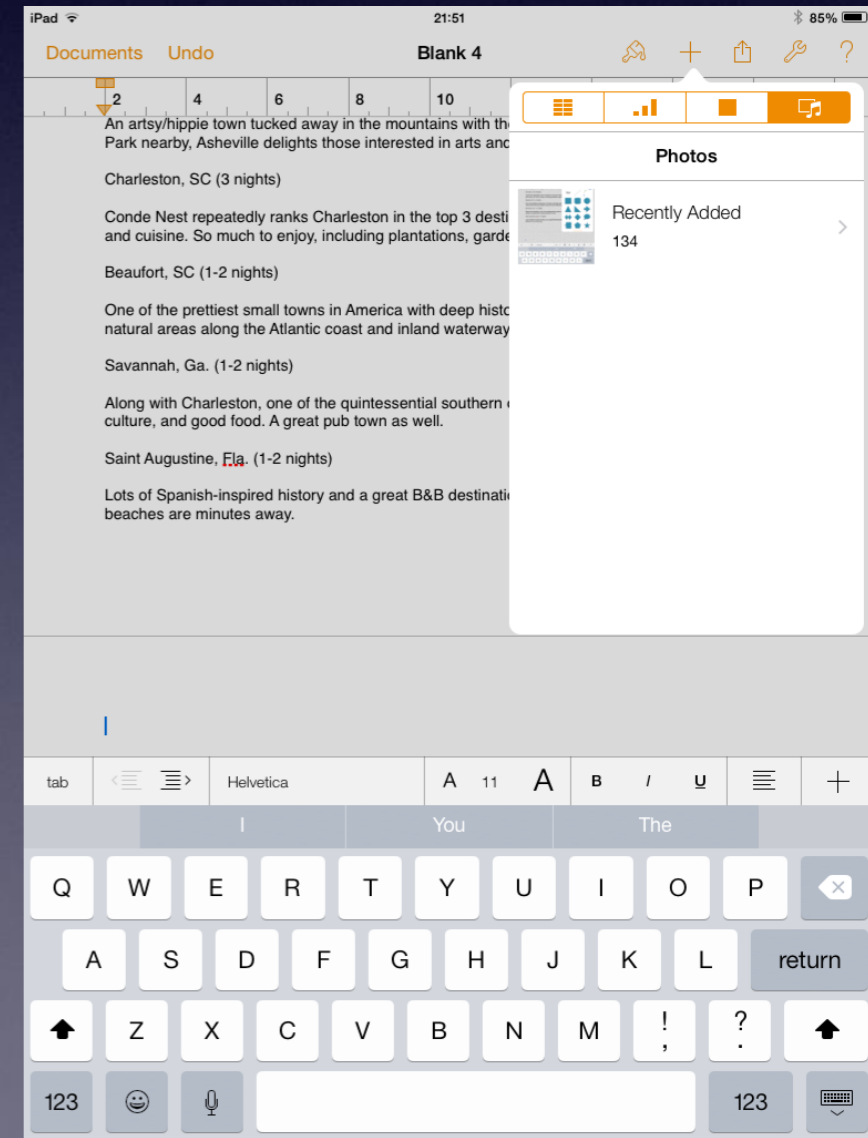 iPad 21:51 85%
Documents Undo Blank 4 ?
2 4 6 8 10
An artsy/hippie town tucked away in the mountains with th
Park nearby, Asheville delights those interested in arts and
Charleston, SC (3 nights)
Conde Nest repeatedly ranks Charleston in the top 3 desti
and cuisine. So much to enjoy, including plantations, garde
Beaufort, SC (1-2 nights)
One of the prettiest small towns in America with deep histo
natural areas along the Atlantic coast and inland waterway
Savannah, Ga. (1-2 nights)
Along with Charleston, one of the quintessential southern
culture, and good food. A great pub town as well.
Saint Augustine, Fla. (1-2 nights)
Lots of Spanish-inspired history and a great B&B destinati
beaches are minutes away.
Photos
Recently Added
134
tab Helvetica A 11 A B I U
I You The
Q W E R T Y U I O P
A S D F G H J K L return
Z X C V B N M ! , ? .
123 123